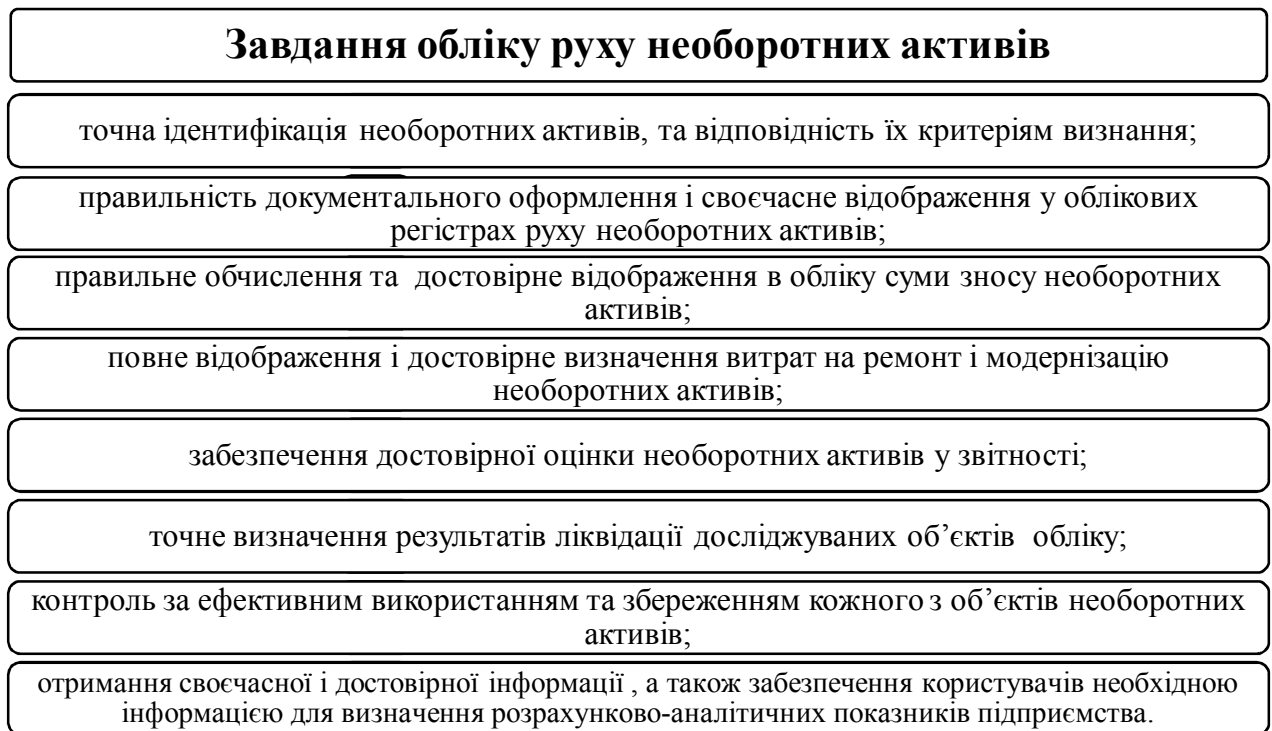 Завдання обліку руху необоротних активів
точна ідентифікація необоротних активів, та відповідність їх критеріям визнання;
правильність документального оформлення і своєчасне відображення у облікових
регістрах руху необоротних активів;
правильне обчислення та достовірне відображення в обліку суми зносу необоротних
активів;
повне відображення і достовірне визначення витрат на ремонт і модернізацію
необоротних активів;
забезпечення достовірної оцінки необоротних активів у звітності;
точне визначення результатів ліквідації досліджуваних об’єктів обліку;
контроль за ефективним використанням та збереженням кожного з об’єктів необоротних
активів;
отримання своєчасної і достовірної інформації , а також забезпечення користувачів необхідною
інформацією для визначення розрахунково-аналітичних показників підприємства.